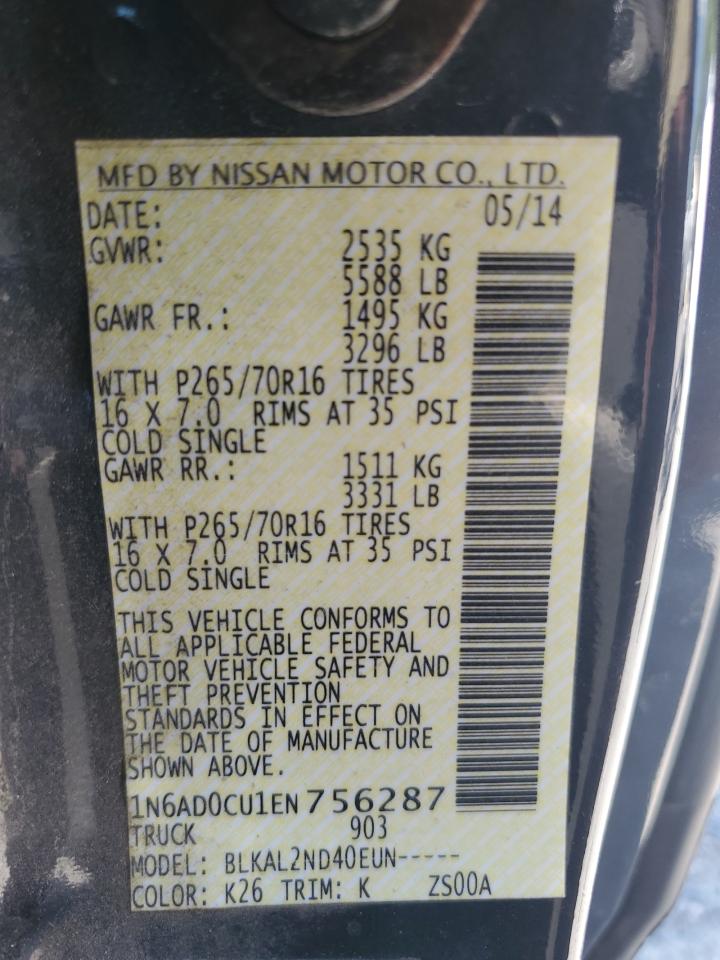 MFD BY NISSAN MOTOR CO., LTD.
DATE: 05/14
GVWR: 2535 KG
5588 LB
GAWR FR.: 1495 KG
3296 LB
WITH P265/70R16 TIRES
16 X 7.0 RIMS AT 35 PSI
COLD SINGLE
GAWR RR.: 1511 KG
3331 LB
WITH P265/70R16 TIRES
16 X 7.0 RIMS AT 35 PSI
COLD SINGLE
THIS VEHICLE CONFORMS TO
ALL APPLICABLE FEDERAL
MOTOR VEHICLE SAFETY AND
THEFT PREVENTION
STANDARDS IN EFFECT ON
THE DATE OF MANUFACTURE
SHOWN ABOVE.
1N6AD0CU1EN756287
TRUCK 903
MODEL: BLKAL2ND40EUN-----
COLOR: K26 TRIM: K ZS00A